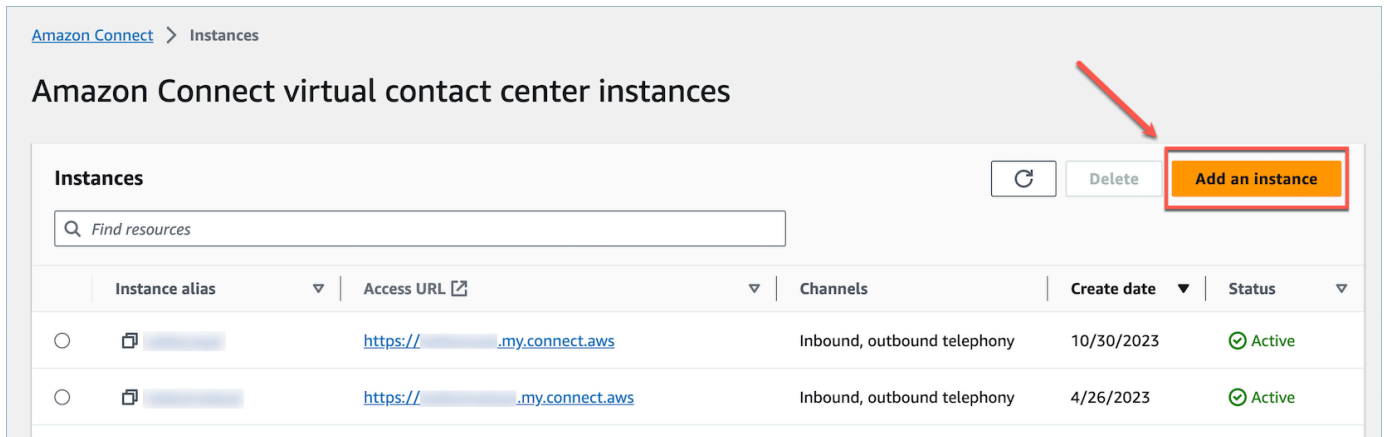 Amazon Connect > Instances
Amazon Connect virtual contact center instances
Instances
Delete
Add an instance
Find resources
Instance alias Access URL Channels Create date Status
https:// .my.connect.aws Inbound, outbound telephony 10/30/2023 Active
https:// .my.connect.aws Inbound, outbound telephony 4/26/2023 Active